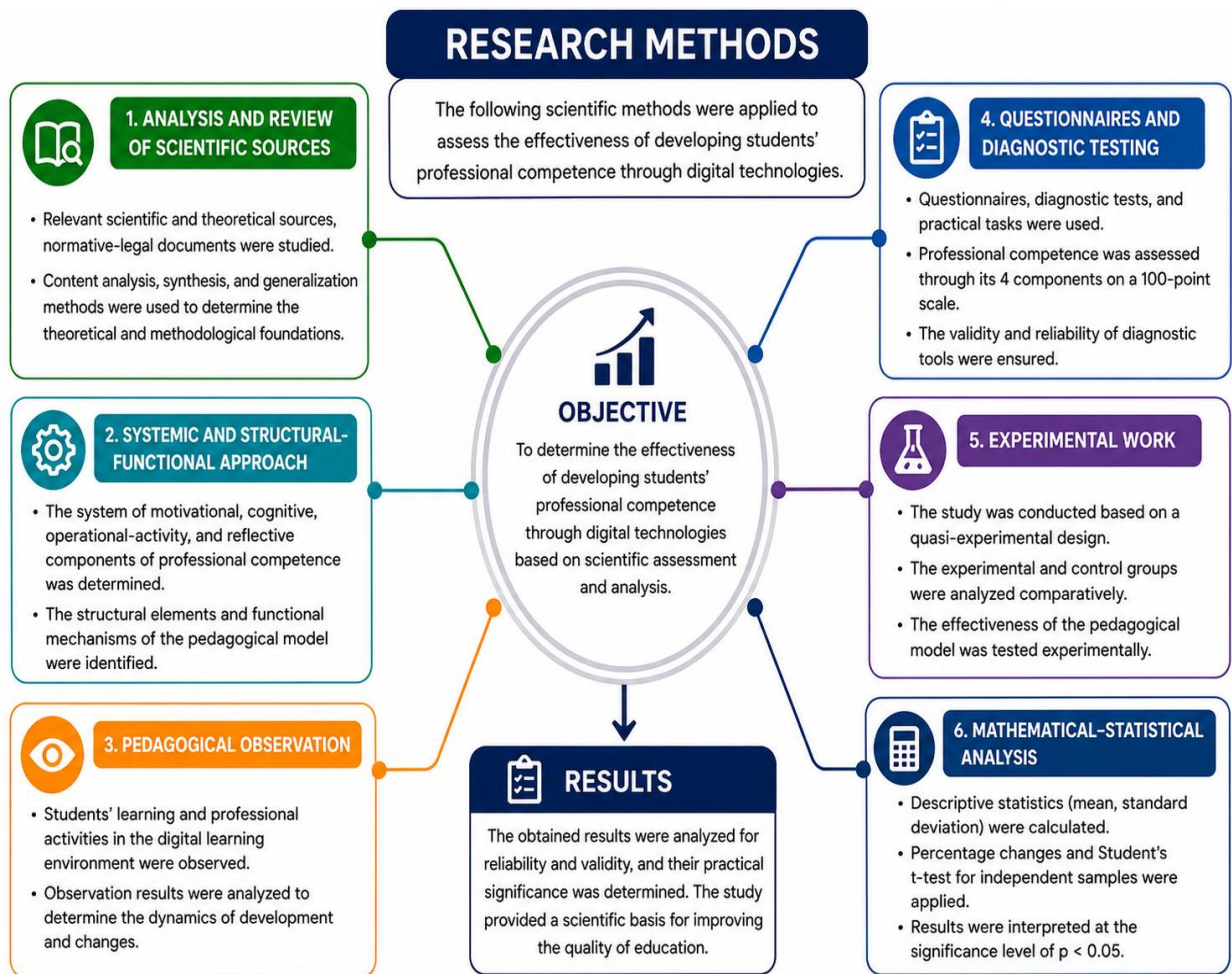 RESEARCH METHODS
The following scientific methods were applied to
assess the effectiveness of developing students'
professional competence through digital technologies.
1. ANALYSIS AND REVIEW
OF SCIENTIFIC SOURCES
• Relevant scientific and theoretical sources,
normative-legal documents were studied.
• Content analysis, synthesis, and generalization
methods were used to determine the
theoretical and methodological foundations.
2. SYSTEMIC AND STRUCTURAL-
FUNCTIONAL APPROACH
• The system of motivational, cognitive,
operational-activity, and reflective
components of professional competence
was determined.
• The structural elements and functional
mechanisms of the pedagogical model
were identified.
3. PEDAGOGICAL OBSERVATION
• Students' learning and professional
activities in the digital learning
environment were observed.
• Observation results were analyzed to
determine the dynamics of development
and changes.
OBJECTIVE
To determine the effectiveness
of developing students'
professional competence
through digital technologies
based on scientific assessment
and analysis.
RESULTS
The obtained results were analyzed for
reliability and validity, and their practical
significance was determined. The study
provided a scientific basis for improving
the quality of education.
4. QUESTIONNAIRES AND
DIAGNOSTIC TESTING
• Questionnaires, diagnostic tests, and
practical tasks were used.
• Professional competence was assessed
through its 4 components on a 100-point
scale.
• The validity and reliability of diagnostic
tools were ensured.
5. EXPERIMENTAL WORK
• The study was conducted based on a
quasi-experimental design.
• The experimental and control groups
were analyzed comparatively.
• The effectiveness of the pedagogical
model was tested experimentally.
6. MATHEMATICAL–STATISTICAL
ANALYSIS
• Descriptive statistics (mean, standard
deviation) were calculated.
• Percentage changes and Student's
t-test for independent samples were
applied.
• Results were interpreted at the
significance level of p < 0.05.